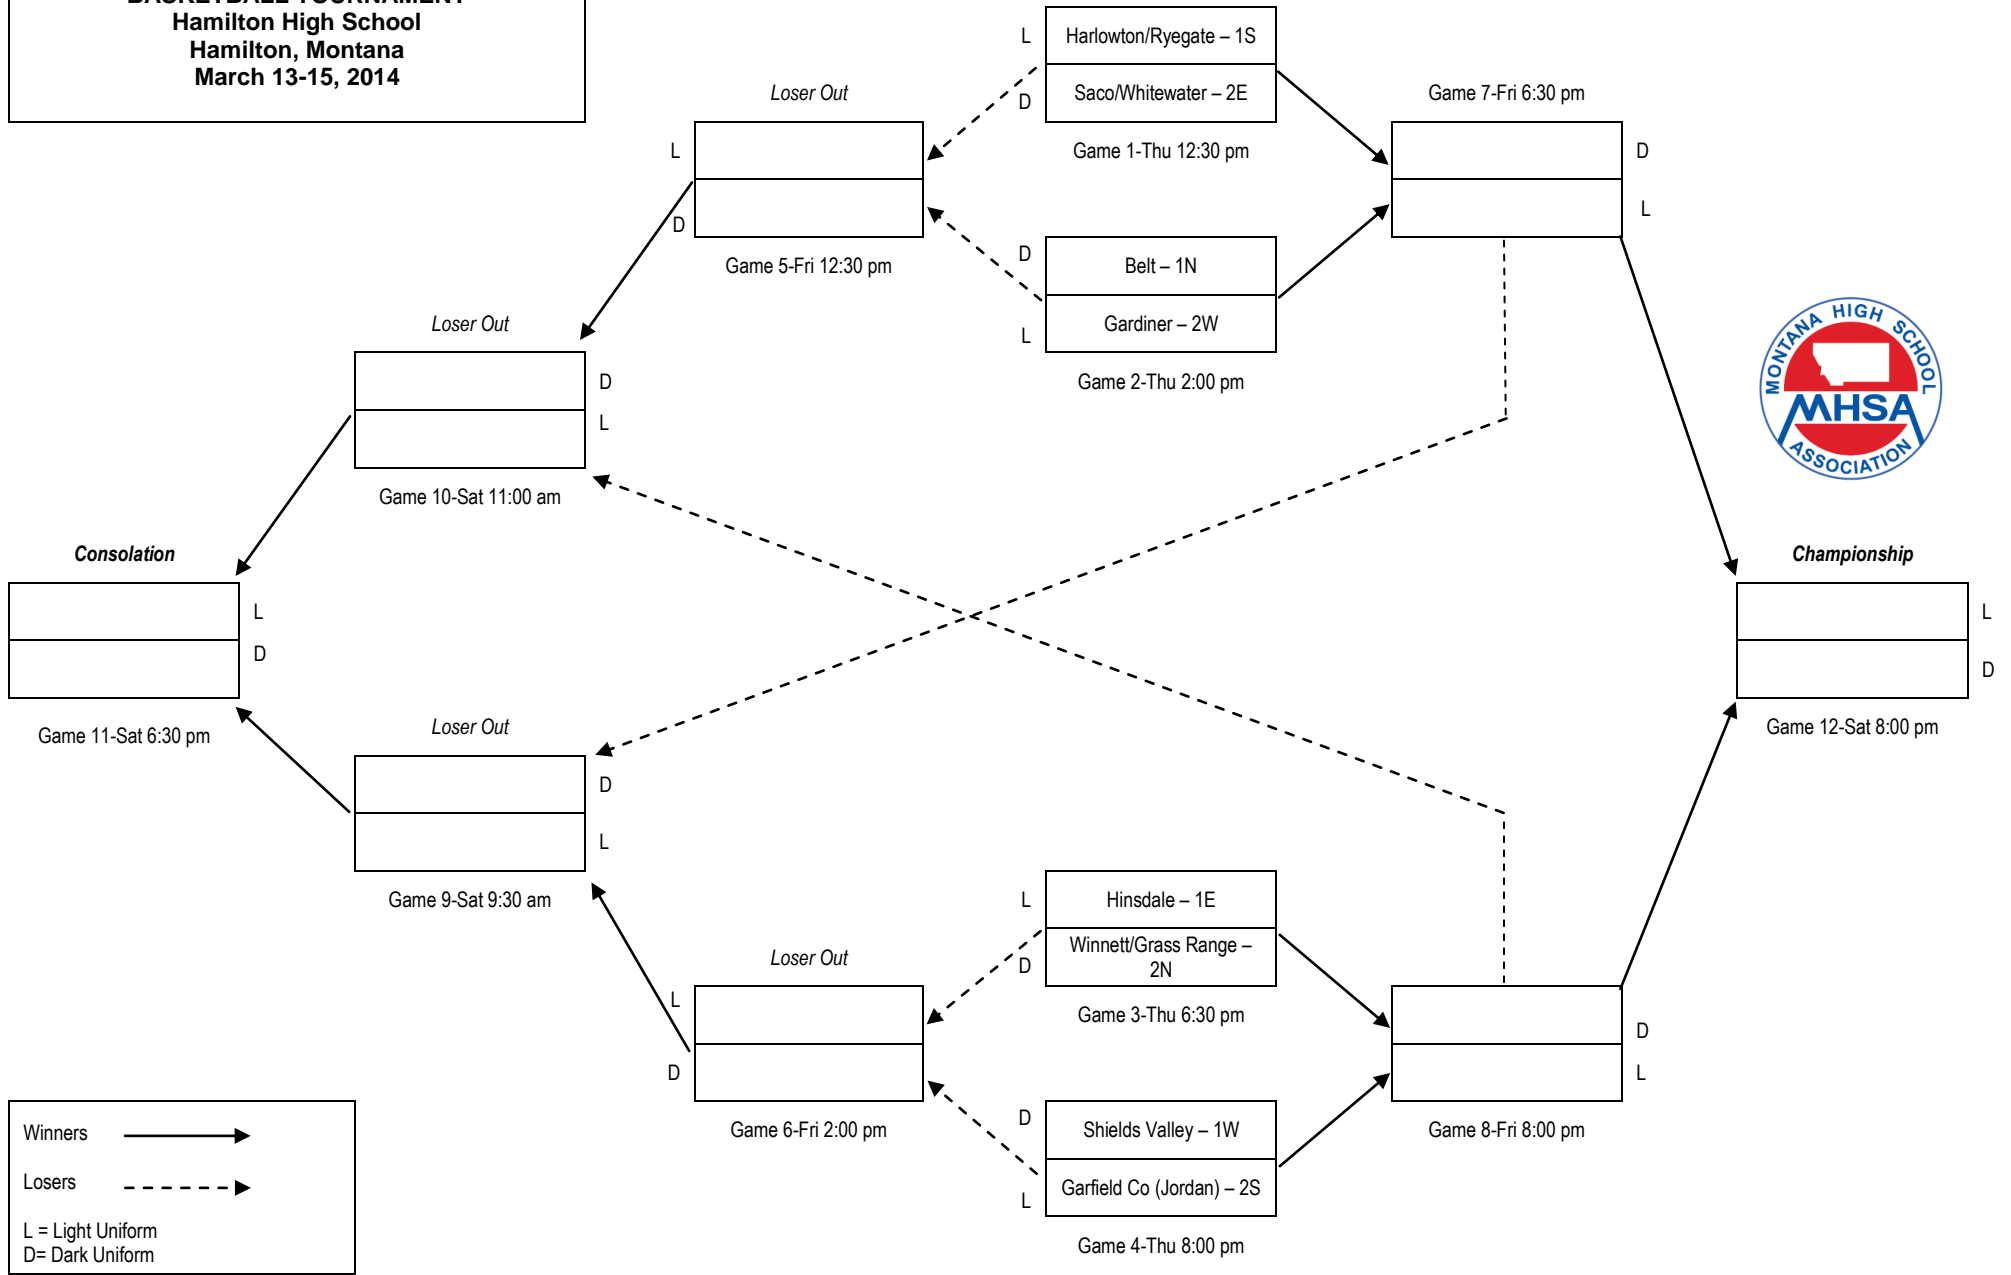 BASKETBALL TOURNAMENT
Hamilton High School
Hamilton, Montana
March 13-15, 2014
L
Harlowton/Ryegate – 1S
D
Saco/Whitewater – 2E
Game 1-Thu 12:30 pm
Loser Out
L
D
Game 5-Fri 12:30 pm
Game 7-Fri 6:30 pm
D
L
D
Belt – 1N
L
Gardiner – 2W
Game 2-Thu 2:00 pm
Loser Out
D
L
Game 10-Sat 11:00 am
MONTANA HIGH SCHOOL
MHSA
ASSOCIATION
Consolation
L
D
Game 11-Sat 6:30 pm
Championship
L
D
Game 12-Sat 8:00 pm
Loser Out
D
L
Game 9-Sat 9:30 am
L
Hinsdale – 1E
D
Winnett/Grass Range –
2N
Game 3-Thu 6:30 pm
Loser Out
L
D
Game 6-Fri 2:00 pm
D
L
Game 8-Fri 8:00 pm
D
Shields Valley – 1W
L
Garfield Co (Jordan) – 2S
Game 4-Thu 8:00 pm
Winners
Losers
L = Light Uniform
D= Dark Uniform